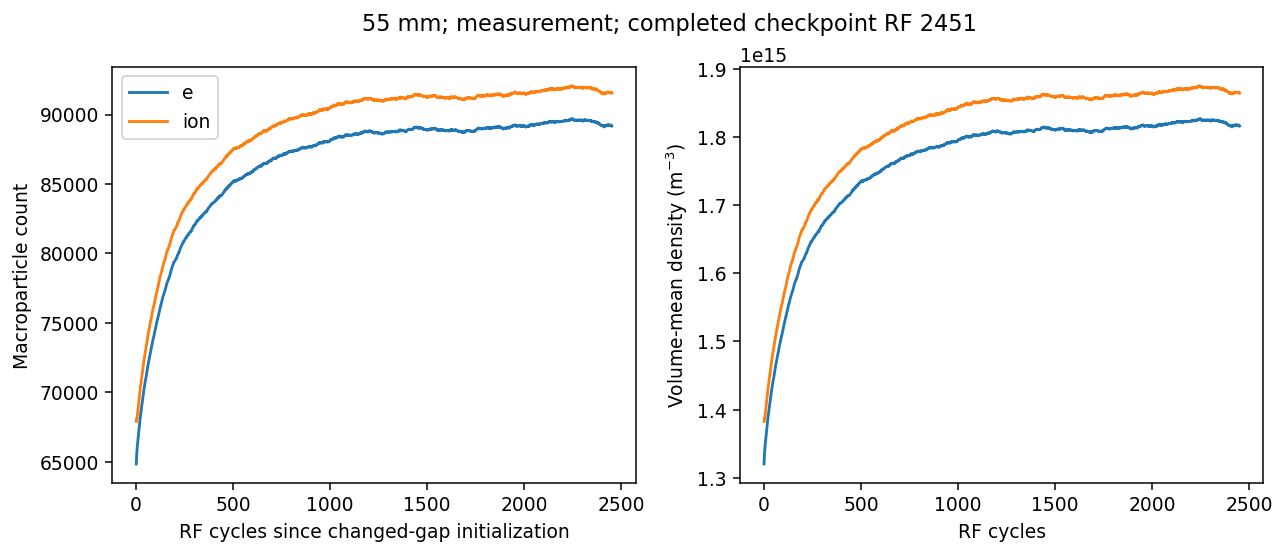 55 mm; measurement; completed checkpoint RF 2451
e
ion
Macroparticle count
90000
85000
80000
75000
70000
65000
0 500 1000 1500 2000 2500
RF cycles since changed-gap initialization
1e15
Volume-mean density (m⁻³)
1.9
1.8
1.7
1.6
1.5
1.4
1.3
0 500 1000 1500 2000 2500
RF cycles